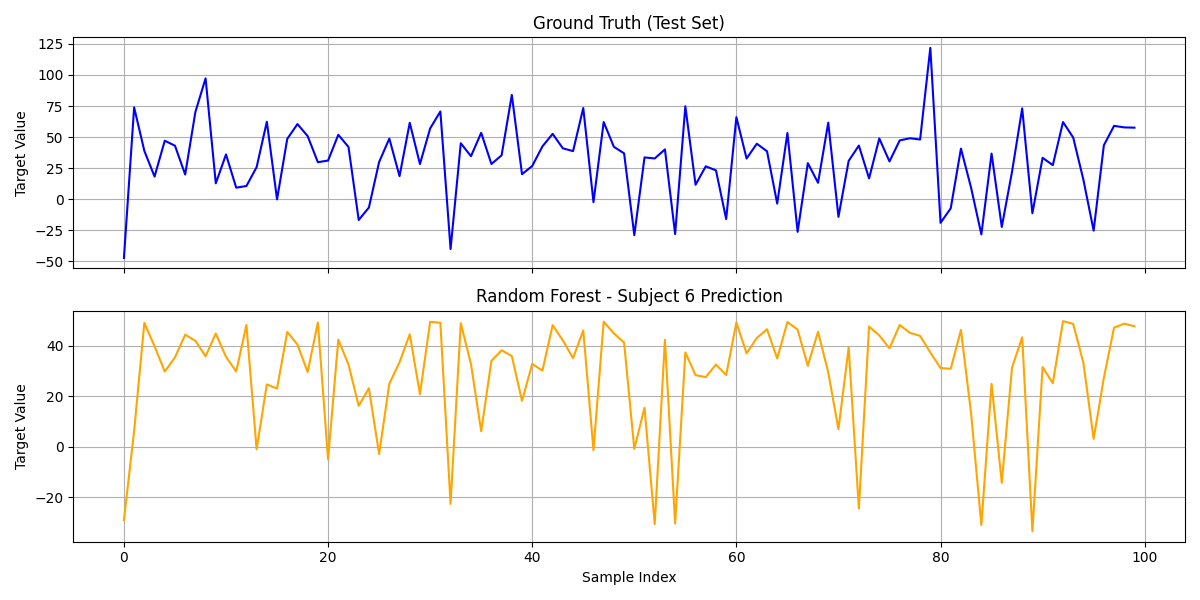 Ground Truth (Test Set)
125
100
75
50
25
0
−25
−50
Target Value
Random Forest - Subject 6 Prediction
40
20
0
−20
Target Value
0 20 40 60 80 100
Sample Index